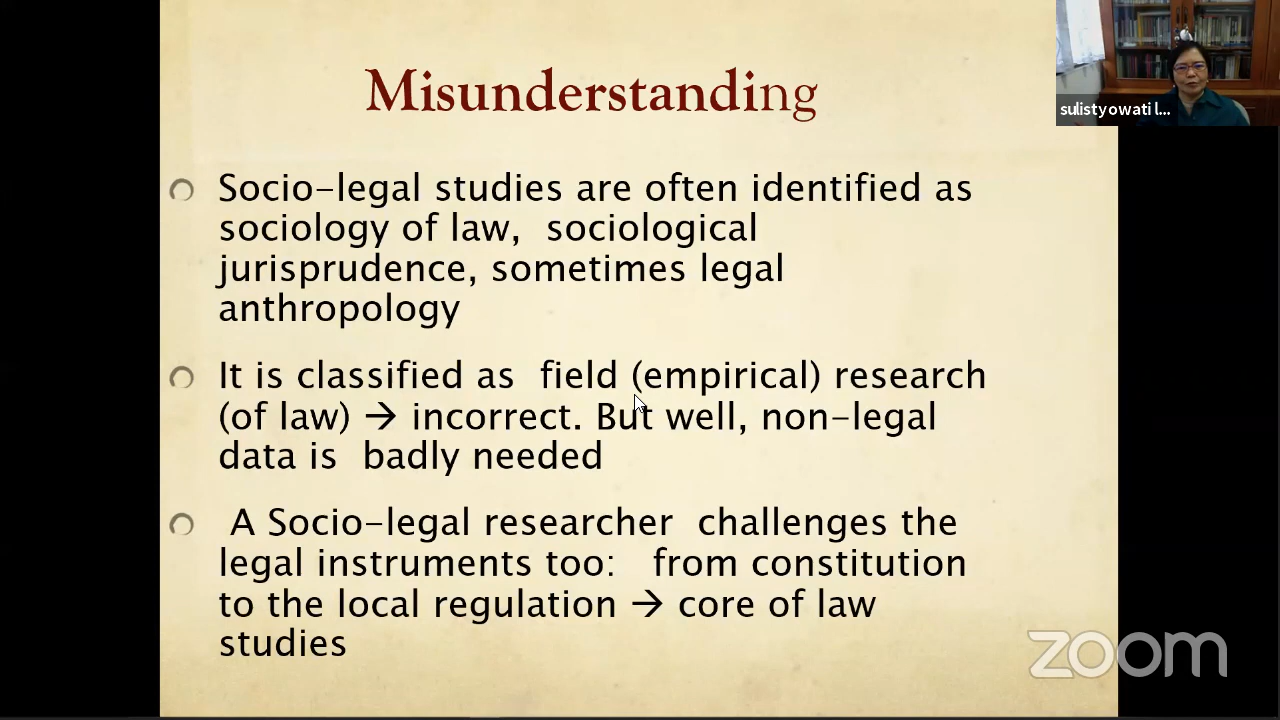 Misunderstanding
sulistyowati l...
Socio-legal studies are often identified as
sociology of law, sociological
jurisprudence, sometimes legal
anthropology
It is classified as field (empirical) research
(of law) → incorrect. But well, non-legal
data is badly needed
A Socio-legal researcher challenges the
legal instruments too: from constitution
to the local regulation → core of law
studies
zoom